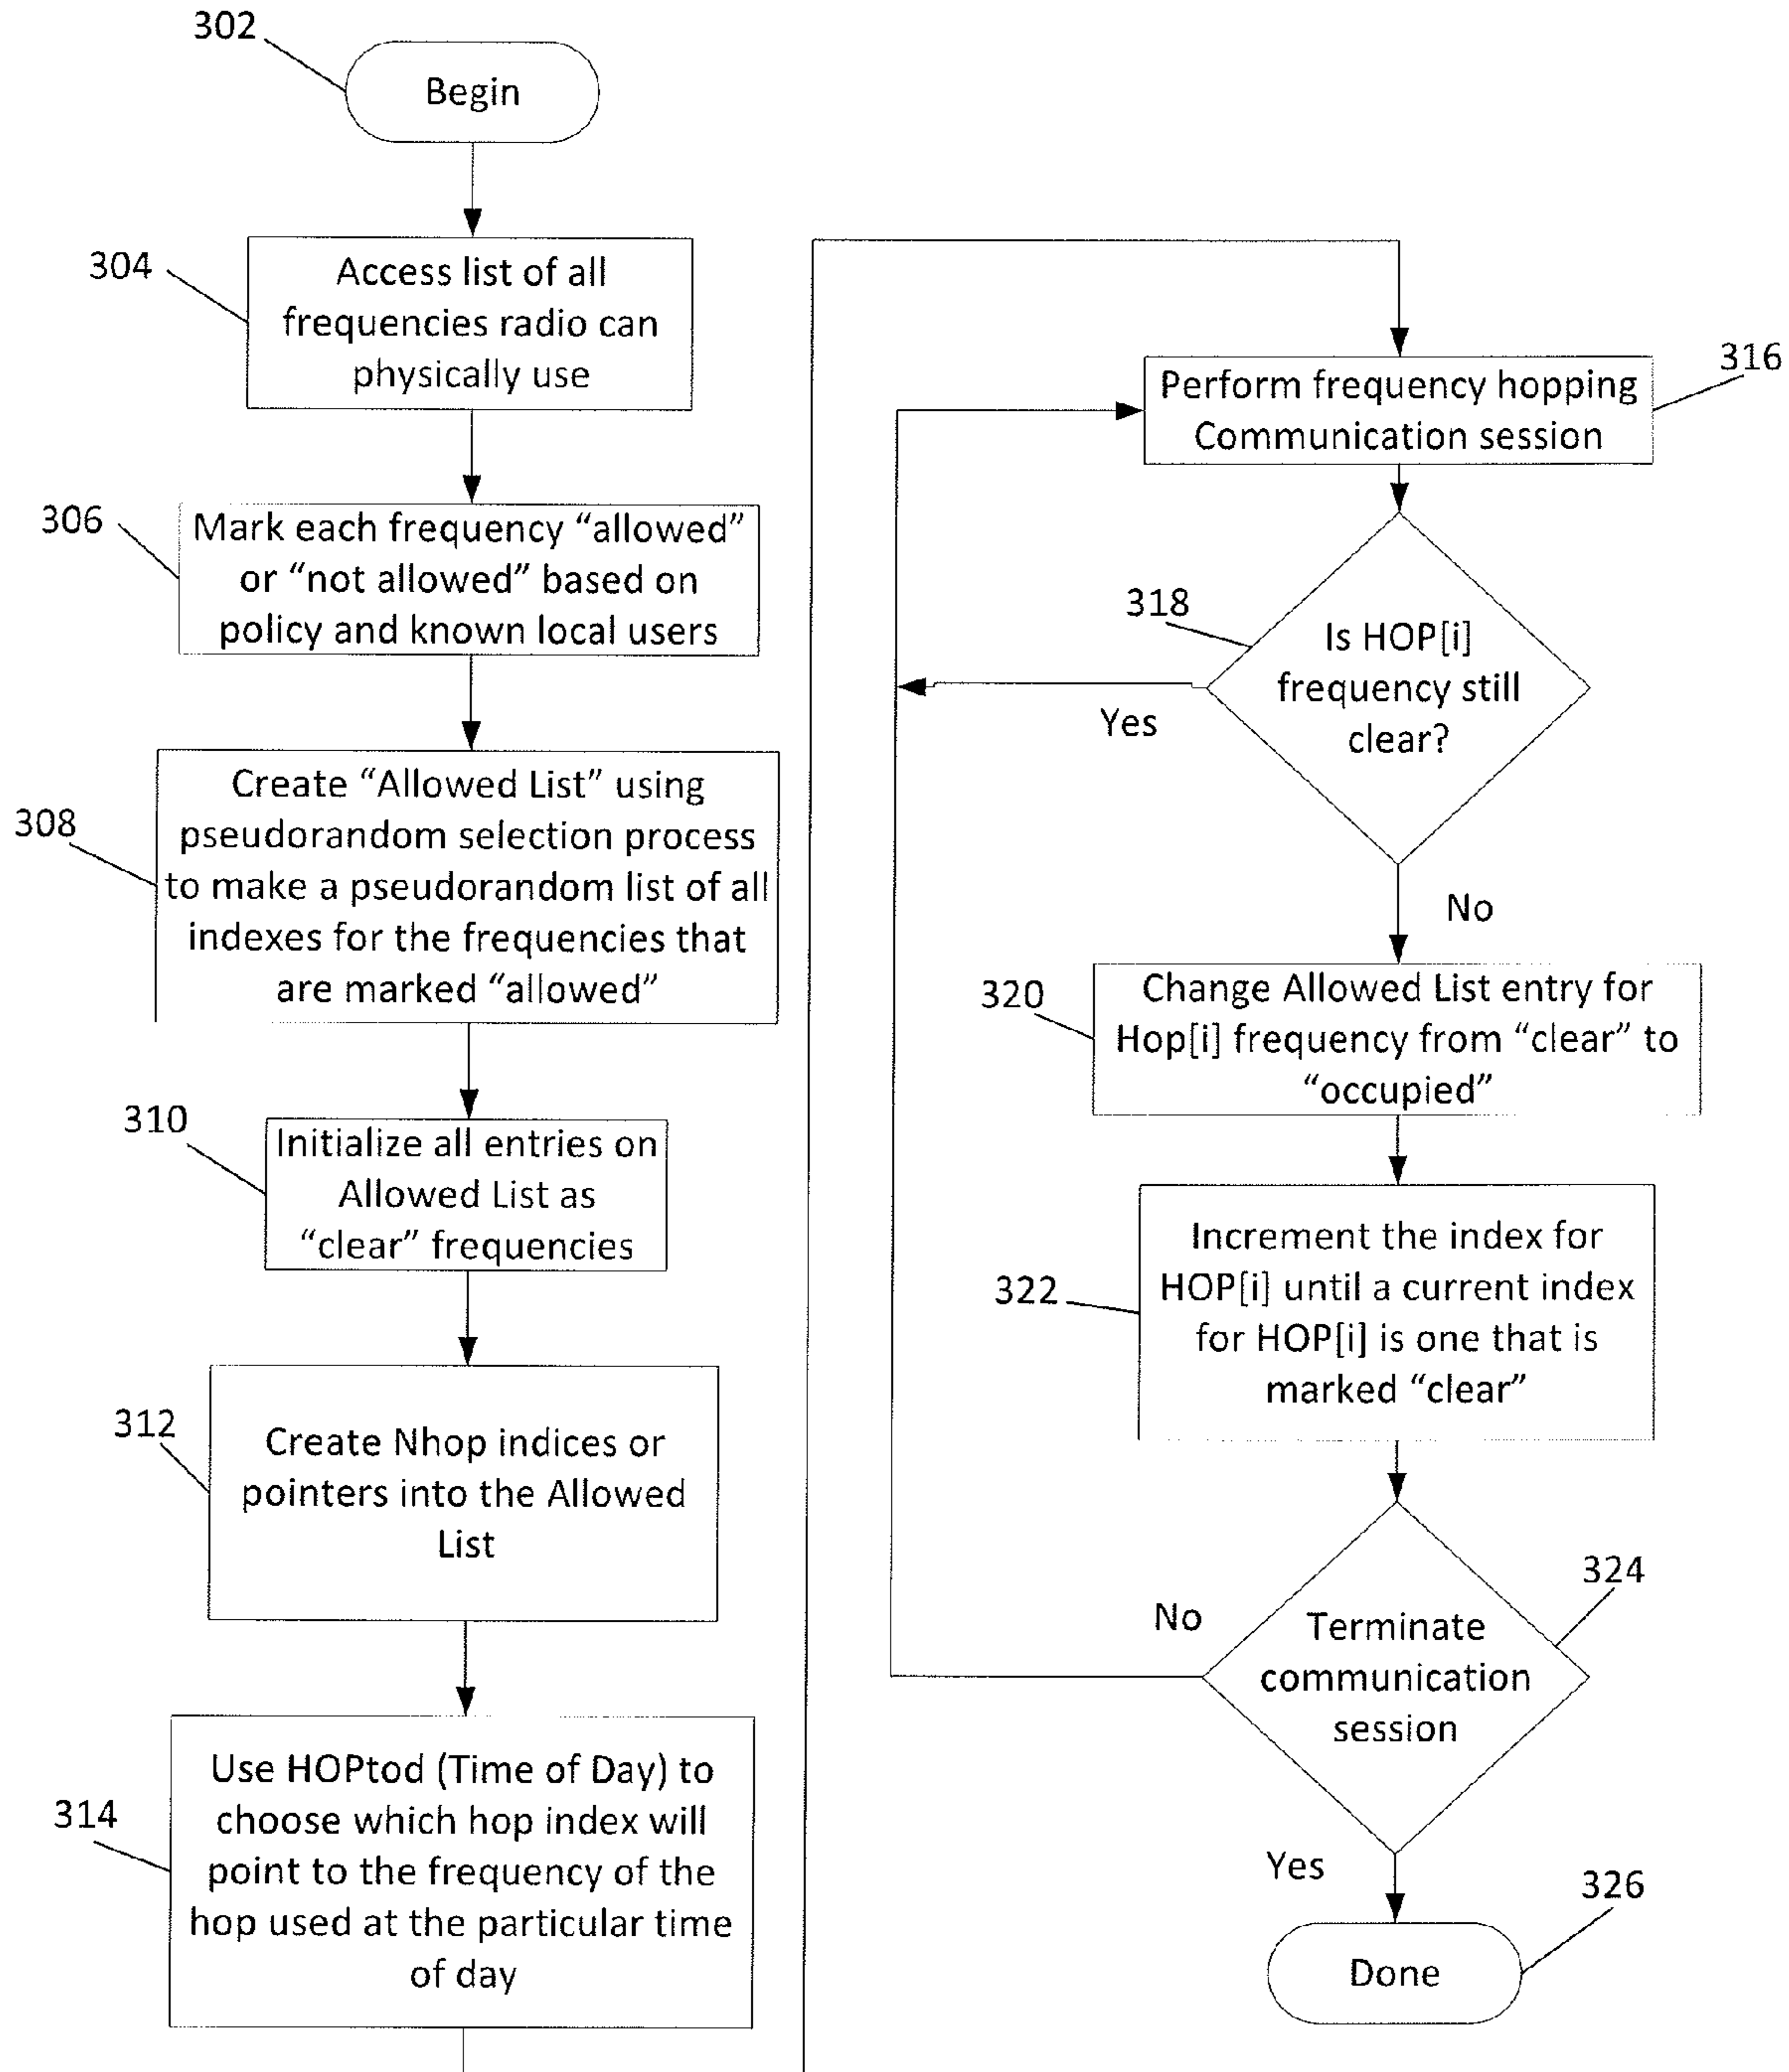 302
Begin
304
Access list of all
frequencies radio can
physically use
306
Mark each frequency “allowed”
or “not allowed” based on
policy and known local users
308
Create “Allowed List” using
pseudorandom selection process
to make a pseudorandom list of all
indexes for the frequencies that
are marked “allowed”
310
Initialize all entries on
Allowed List as
“clear” frequencies
312
Create Nhop indices or
pointers into the Allowed
List
314
Use HOPtod (Time of Day) to
choose which hop index will
point to the frequency of the
hop used at the particular time
of day
316
Perform frequency hopping
Communication session
318
Is HOP[i]
frequency still
clear?
Yes
No
320
Change Allowed List entry for
Hop[i] frequency from “clear” to
“occupied”
322
Increment the index for
HOP[i] until a current index
for HOP[i] is one that is
marked “clear”
324
No
Terminate
communication
session
Yes
326
Done